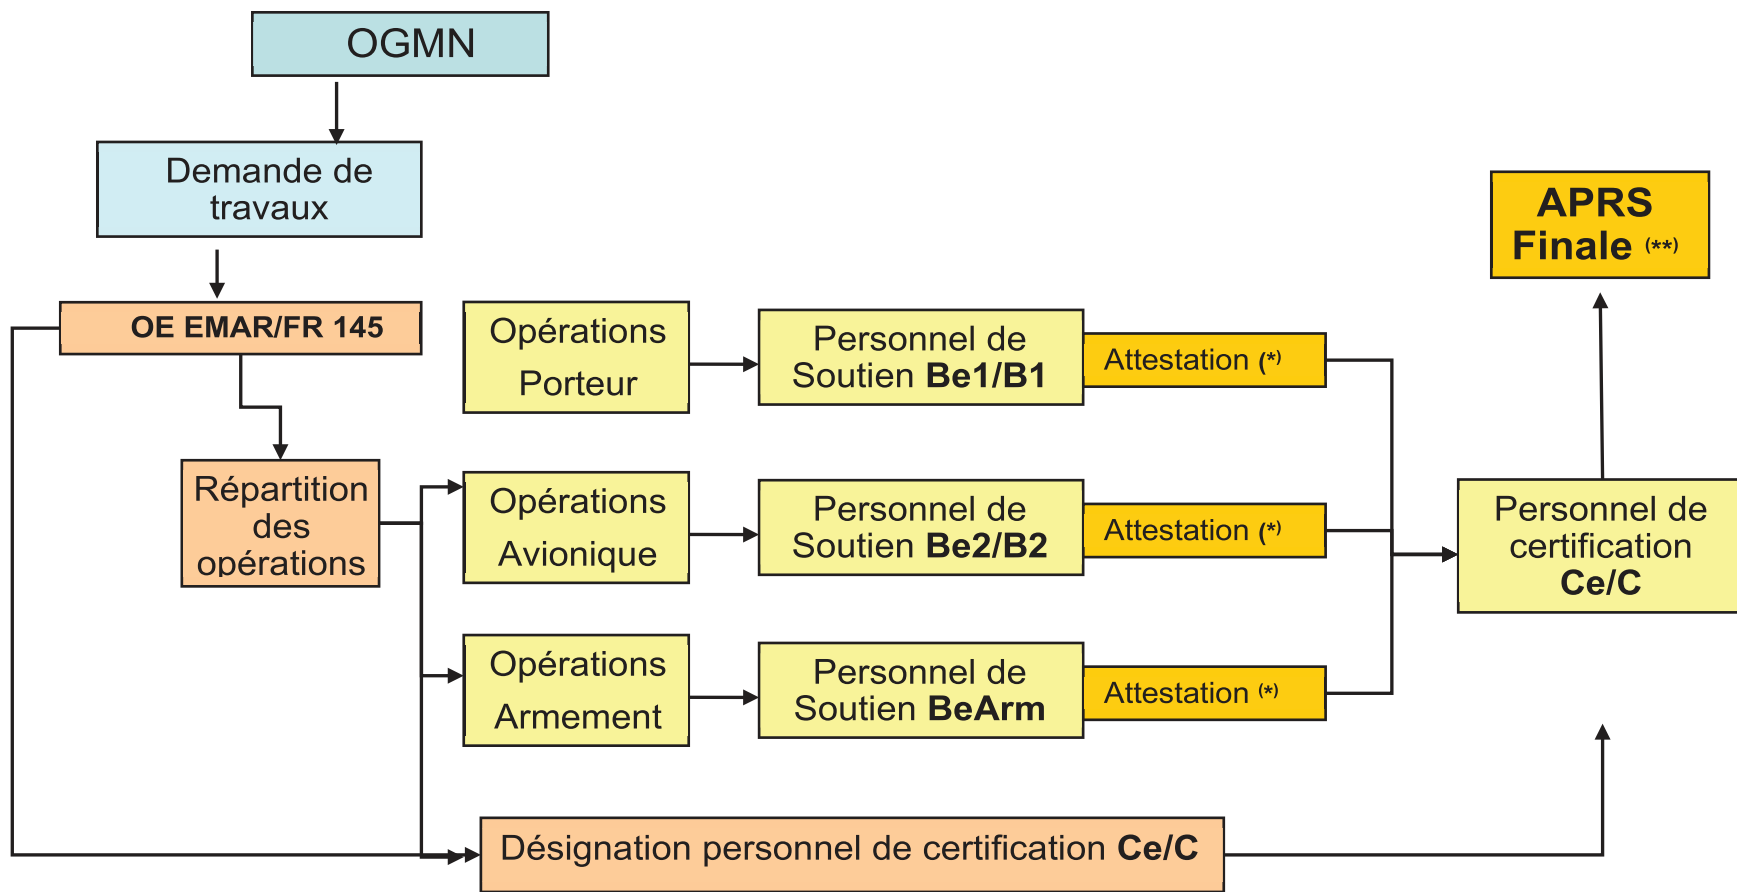 OGMN
Demande de
travaux
OE EMAR/FR 145
Répartition
des
opérations
Opérations
Porteur
Personnel de
Soutien Be1/B1
Attestation (*)
Opérations
Avionique
Personnel de
Soutien Be2/B2
Attestation (*)
Opérations
Armement
Personnel de
Soutien BeArm
Attestation (*)
Désignation personnel de certification Ce/C
Personnel de
certification
Ce/C
APRS
Finale (**)